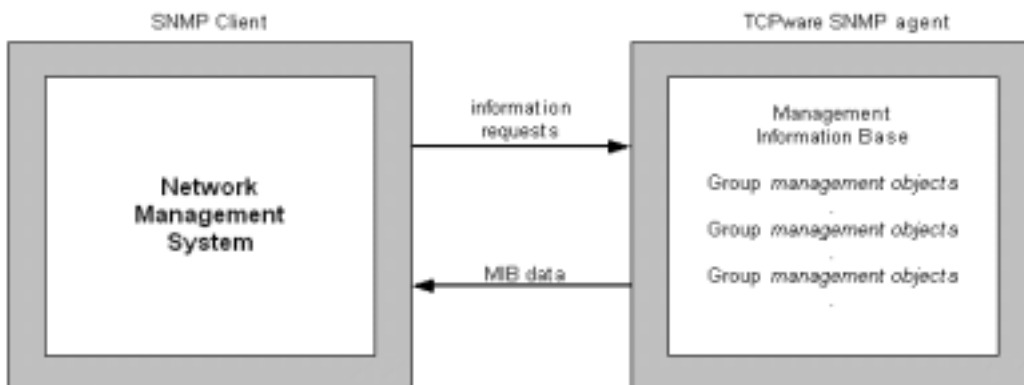 SNMP Client
TCPware SNMP agent
Network
Management
System
information
requests
MIB data
Management
Information Base
Group management objects
.
Group management objects
.
Group management objects
.